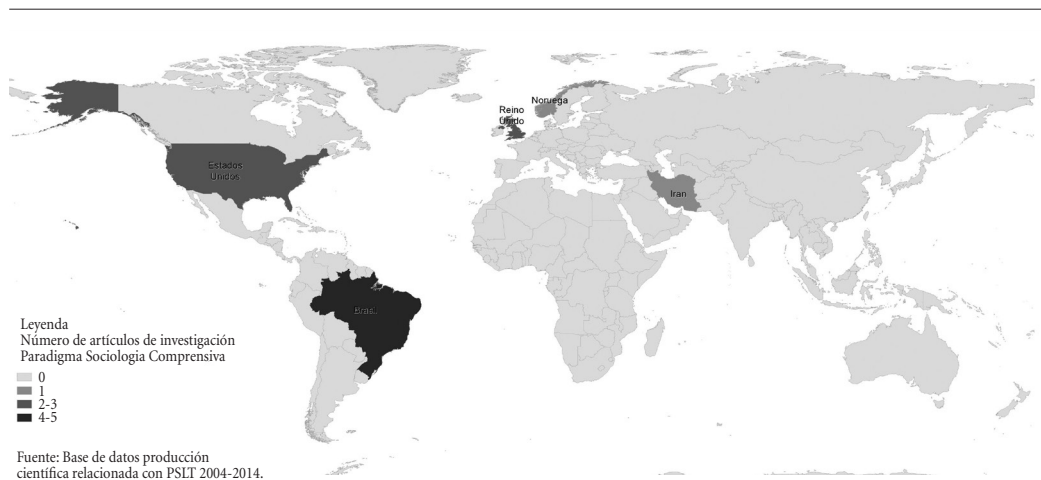 Noruega
Reino
Unido
Estados
Unidos
Iran
Brasil
Leyenda
Número de artículos de investigación
Paradigma Sociologia Comprensiva
0
1
2-3
4-5
Fuente: Base de datos producción
científica relacionada con PSLT 2004-2014.